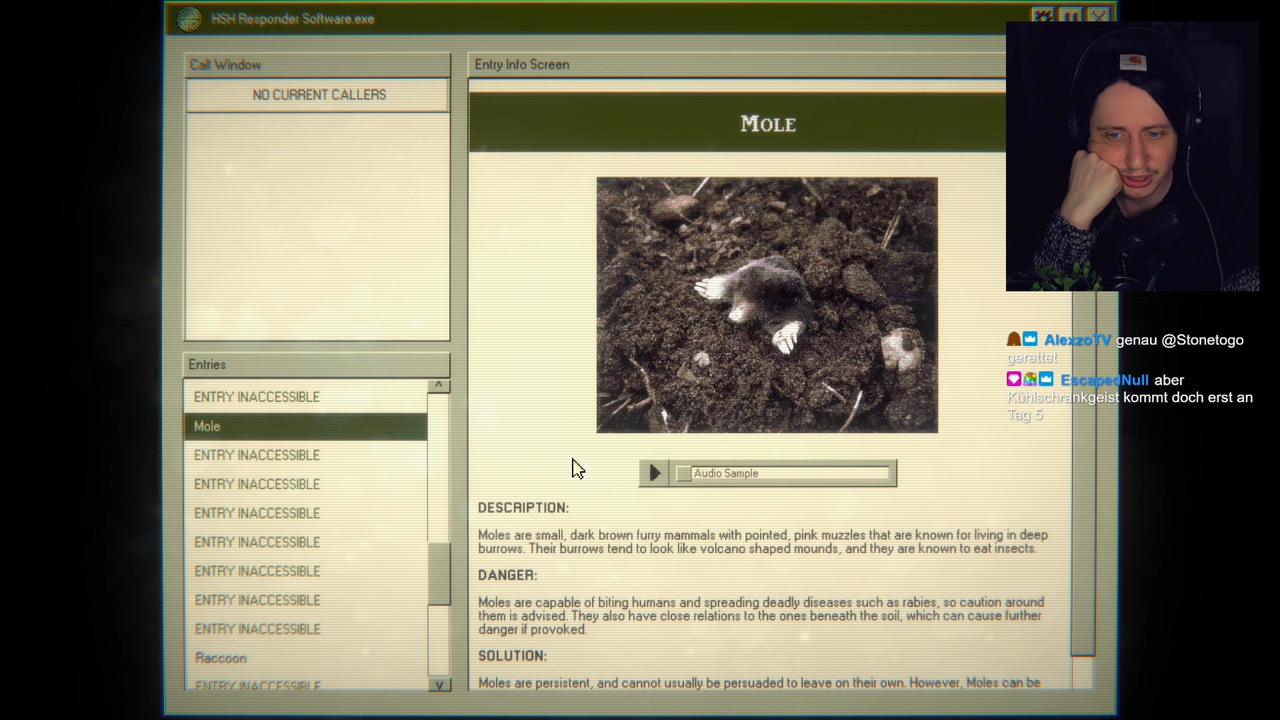 HSH Responder Software.exe
Call Window
NO CURRENT CALLERS
Entries
ENTRY INACCESSIBLE
Mole
ENTRY INACCESSIBLE
ENTRY INACCESSIBLE
ENTRY INACCESSIBLE
ENTRY INACCESSIBLE
ENTRY INACCESSIBLE
ENTRY INACCESSIBLE
ENTRY INACCESSIBLE
Raccoon
ENTRY INACCESSIBLE
Entry Info Screen
MOLE
Audio Sample
DESCRIPTION:
Moles are small, dark brown furry mammals with pointed, pink muzzles that are known for living in deep
burrows. Their burrows tend to look like volcano shaped mounds, and they are known to eat insects.
DANGER:
Moles are capable of biting humans and spreading deadly diseases such as rabies, so caution around
them is advised. They also have close relations to the ones beneath the soil, which can cause further
danger if provoked.
SOLUTION:
Moles are persistent, and cannot usually be persuaded to leave on their own. However, Moles can be
AlexzoTV genau @Stonetogo
gerettet
EscapedNull aber
Kühlschrankgeist kommt doch erst an
Tag 5